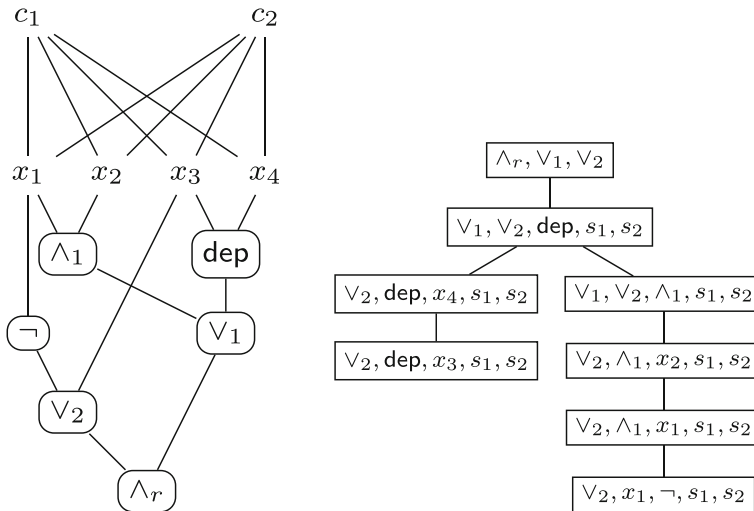 c₁ c₂
x₁ x₂ x₃ x₄
∧₁ dep
¬ ∨₁
∨₂
∧ᵣ
∧ᵣ, ∨₁, ∨₂
∨₁, ∨₂, dep, s₁, s₂
∨₂, dep, x₄, s₁, s₂
∨₂, dep, x₃, s₁, s₂
∨₁, ∨₂, ∧₁, s₁, s₂
∨₂, ∧₁, x₂, s₁, s₂
∨₂, ∧₁, x₁, s₁, s₂
∨₂, x₁, ¬, s₁, s₂